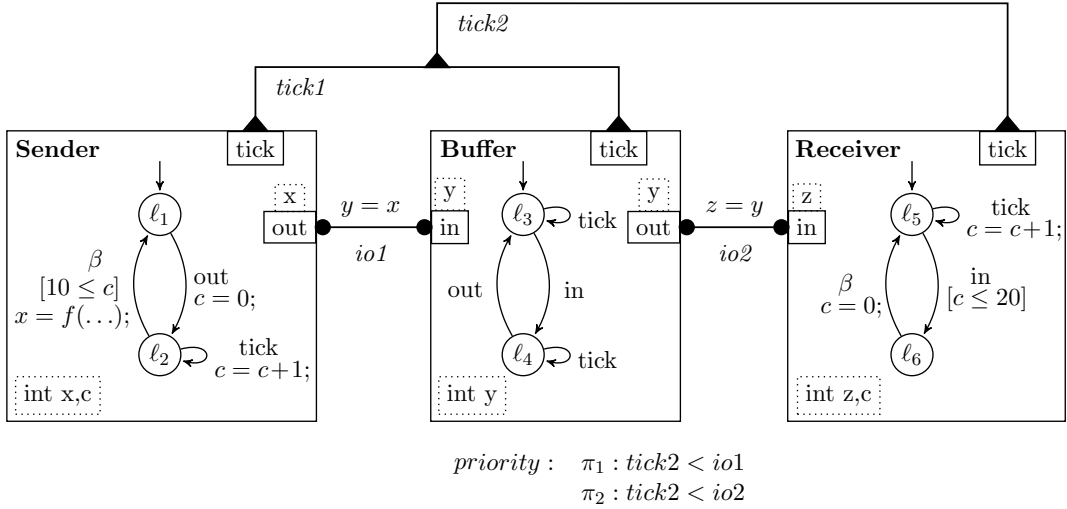 tick2
tick1
Sender
tick
x
out
ℓ₁
β
[10 ≤ c]
x = f(…);
out
c = 0;
ℓ₂
tick
c = c+1;
int x,c
y = x
io1
Buffer
tick
y
in
y
out
ℓ₃
tick
out
in
ℓ₄
tick
int y
z = y
io2
Receiver
tick
z
in
ℓ₅
tick
c = c+1;
β
c = 0;
in
[c ≤ 20]
ℓ₆
int z,c
priority : π₁ : tick2 < io1
π₂ : tick2 < io2